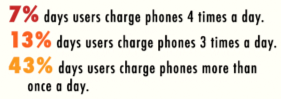 7% days users charge phones 4 times a day.
13% days users charge phones 3 times a day.
43% days users charge phones more than
once a day.